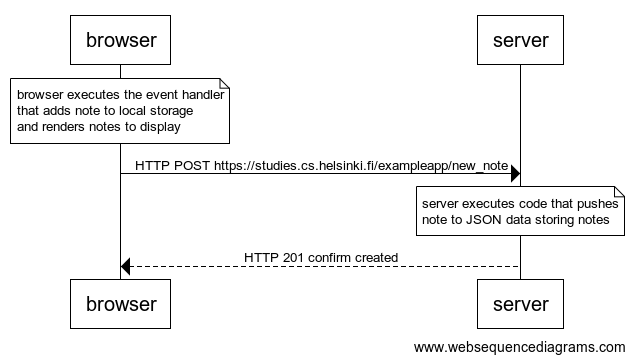 browser
server
browser executes the event handler
that adds note to local storage
and renders notes to display
HTTP POST https://studies.cs.helsinki.fi/exampleapp/new_note
server executes code that pushes
note to JSON data storing notes
HTTP 201 confirm created
browser
server
www.websequencediagrams.com